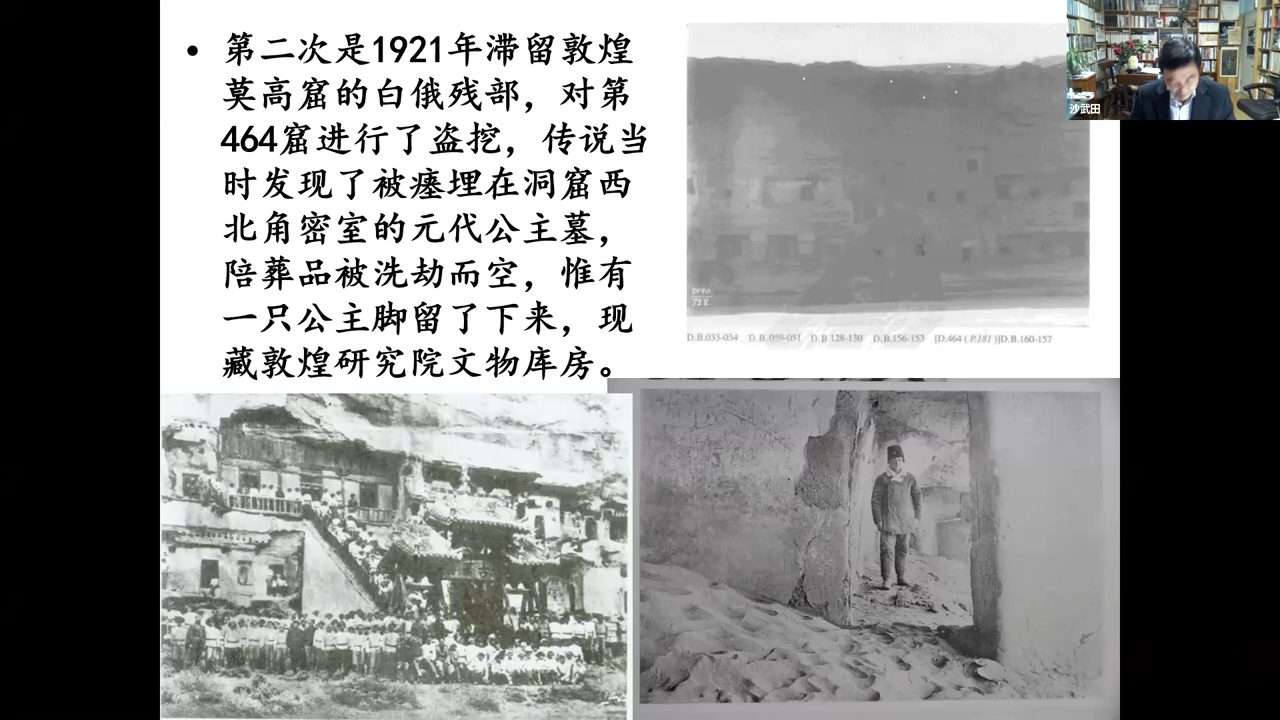 • 第二次是1921年滞留敦煌
莫高窟的白俄残部，对第
464窟进行了盗挖，传说当
时发现了被瘗埋在洞窟西
北角密室的元代公主墓，
陪葬品被洗劫而空，惟有
一只公主脚留了下来，现
藏敦煌研究院文物库房。
沙武田
D.B.033-034 D.B.059-051 D.B.128-130 D.B.156-153 [D.464 (P.181)]D.B.160-157